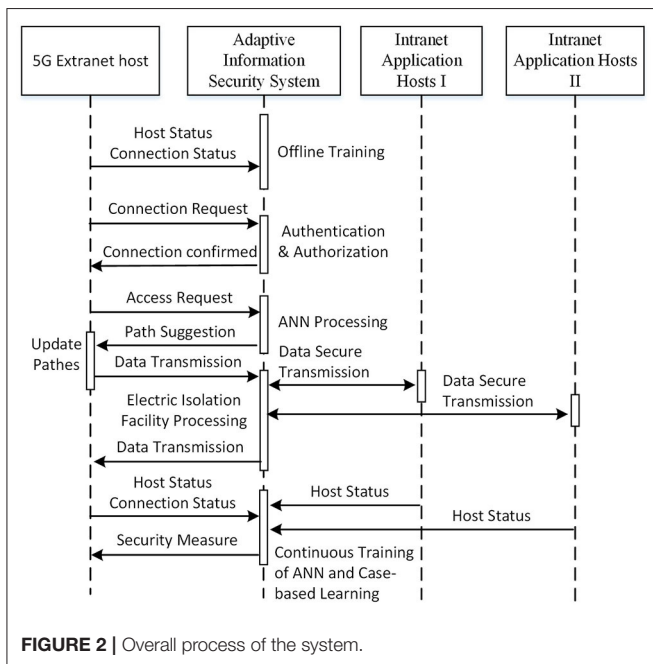 5G Extranet host
Adaptive
Information
Security System
Intranet
Application
Hosts I
Intranet
Application Hosts
II
Host Status
Connection Status
Offline Training
Connection Request
Authentication
& Authorization
Connection confirmed
Access Request
ANN Processing
Path Suggestion
Update
Pathes
Data Transmission
Data Secure
Transmission
Data Secure
Transmission
Electric Isolation
Facility Processing
Data Transmission
Host Status
Connection Status
Host Status
Host Status
Security Measure
Continuous Training
of ANN and Case-
based Learning
FIGURE 2 | Overall process of the system.